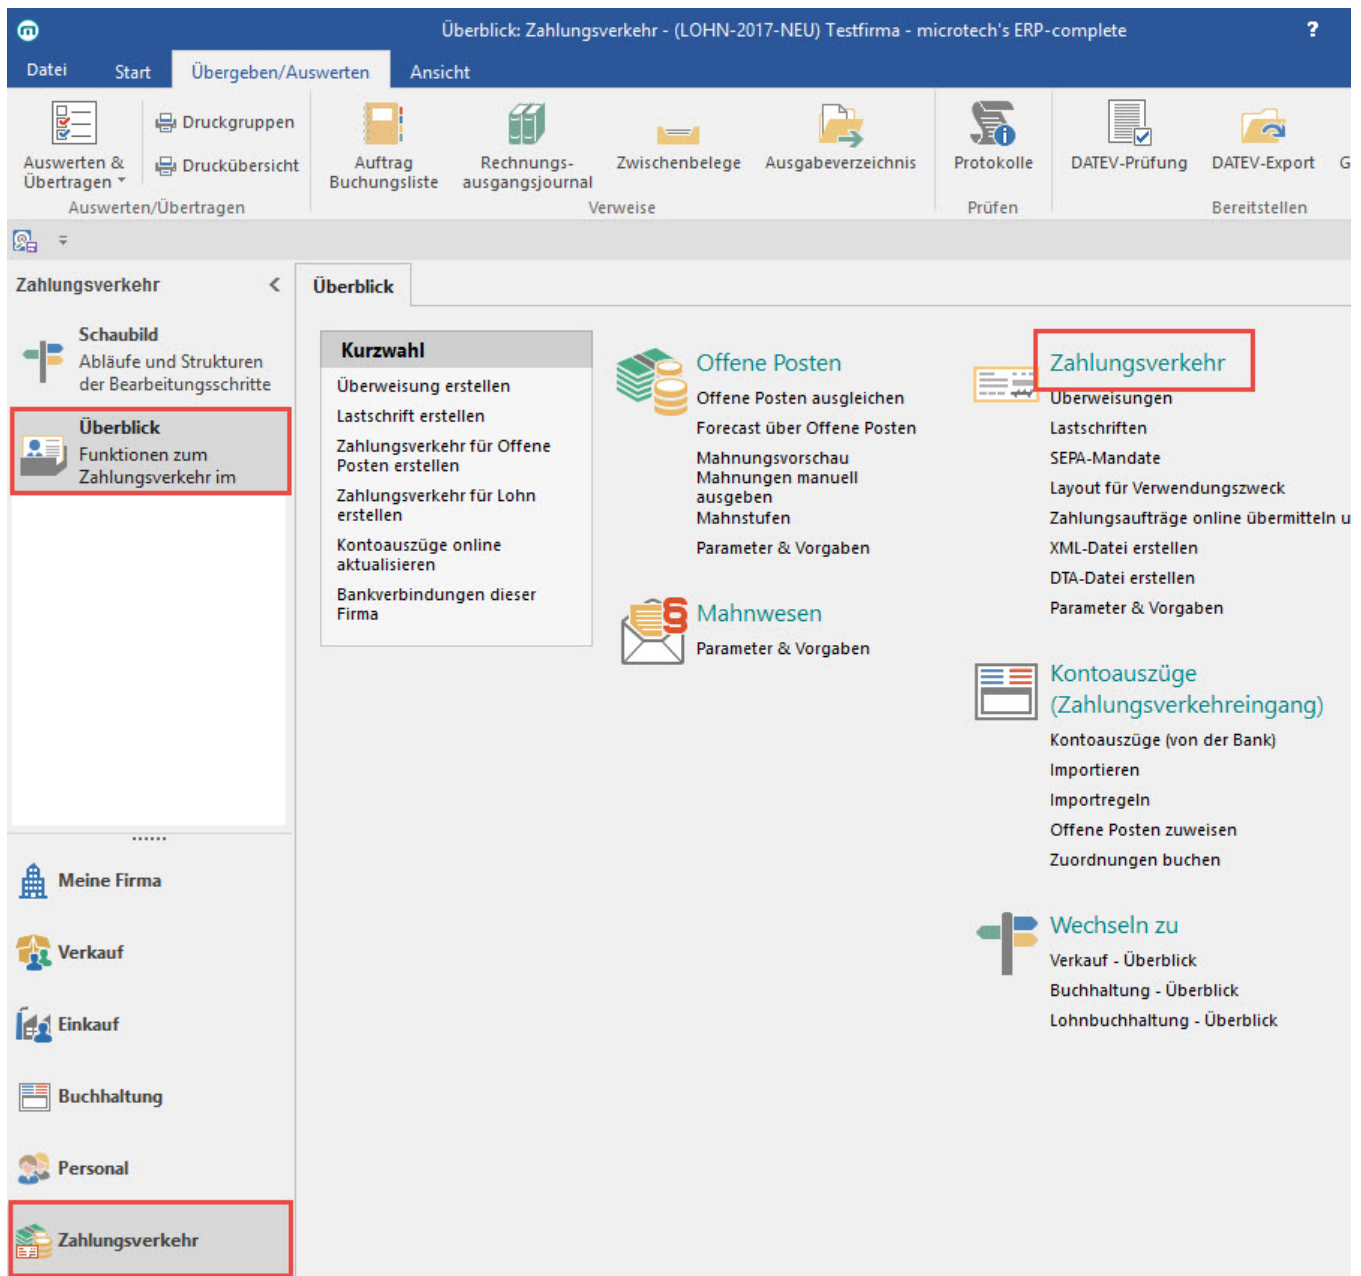 Überblick: Zahlungsverkehr - (LOHN-2017-NEU) Testfirma - microtech's ERP-complete
?
Datei
Start
Übergeben/Auswerten
Ansicht
Auswerten &
Übertragen
Druckgruppen
Druckübersicht
Auftrag
Buchungsliste
Rechnungs-
ausgangsjournal
Zwischenbelege
Ausgabeverzeichnis
Protokolle
DATEV-Prüfung
DATEV-Export
G
Auswerten/Übertragen
Verweise
Prüfen
Bereitstellen
Zahlungsverkehr
Schaubild
Abläufe und Strukturen
der Bearbeitungsschritte
Überblick
Funktionen zum
Zahlungsverkehr im
Meine Firma
Verkauf
Einkauf
Buchhaltung
Personal
Zahlungsverkehr
Überblick
Kurzwahl
Überweisung erstellen
Lastschrift erstellen
Zahlungsverkehr für Offene
Posten erstellen
Zahlungsverkehr für Lohn
erstellen
Kontoauszüge online
aktualisieren
Bankverbindungen dieser
Firma
Offene Posten
Offene Posten ausgleichen
Forecast über Offene Posten
Mahnungsvorschau
Mahnungen manuell
ausgeben
Mahnstufen
Parameter & Vorgaben
§
Mahnwesen
Parameter & Vorgaben
Zahlungsverkehr
Überweisungen
Lastschriften
SEPA-Mandate
Layout für Verwendungszweck
Zahlungsaufträge online übermitteln u
XML-Datei erstellen
DTA-Datei erstellen
Parameter & Vorgaben
Kontoauszüge
(Zahlungsverkehreingang)
Kontoauszüge (von der Bank)
Importieren
Importregeln
Offene Posten zuweisen
Zuordnungen buchen
Wechseln zu
Verkauf - Überblick
Buchhaltung - Überblick
Lohnbuchhaltung - Überblick